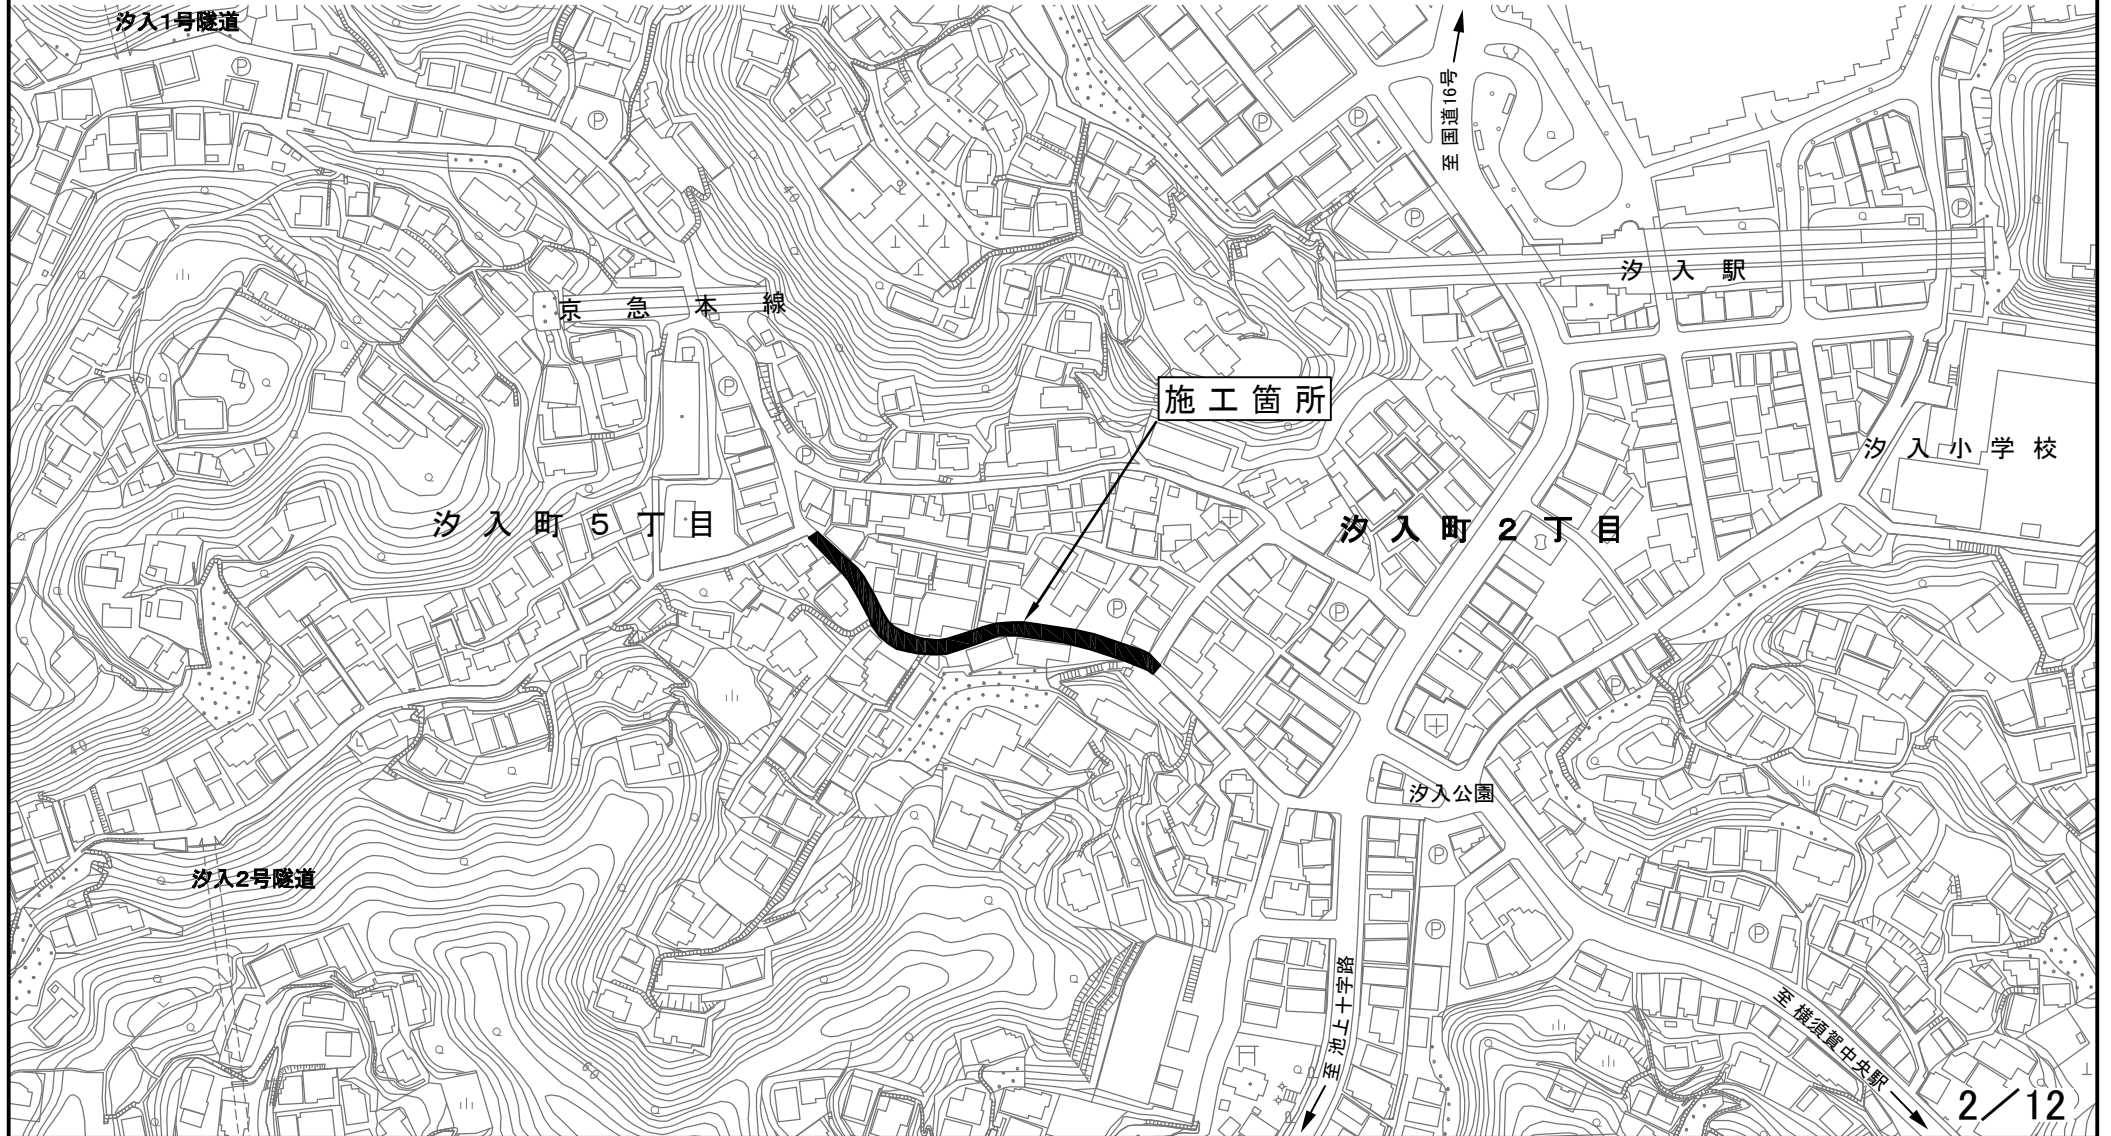 汐入1号隧道
至 国道16号
Ⓟ
Ⓟ
Ⓟ
Ⓟ
Ⓟ
Ⓟ
40
汐入駅
京急本線
Ⓟ
施工箇所
Ⓟ
汐入小学校
汐入町5丁目
汐入町2丁目
Ⓟ
Ⓟ
Ⓟ
40
汐入公園
Ⓟ
汐入2号隧道
Ⓟ
Ⓟ
至 池上十字路
至 横須賀中央駅
60
2／12